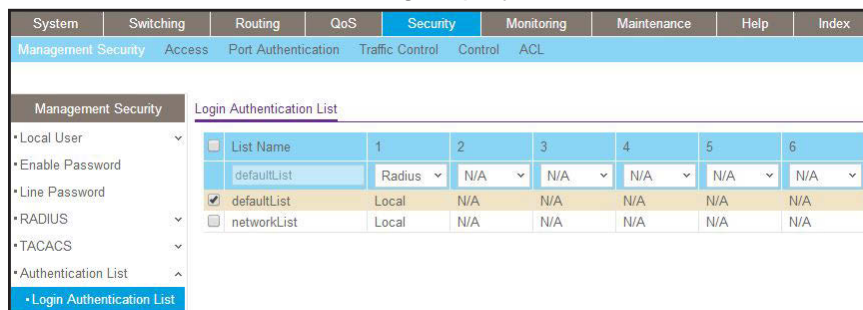 System Switching Routing QoS Security Monitoring Maintenance Help Index
Management Security Access Port Authentication Traffic Control Control ACL
Management Security
Local User
Enable Password
Line Password
RADIUS
TACACS
Authentication List
Login Authentication List
Login Authentication List
List Name 1 2 3 4 5 6
defaultList Radius N/A N/A N/A N/A N/A
defaultList Local N/A N/A N/A N/A N/A
networkList Local N/A N/A N/A N/A N/A